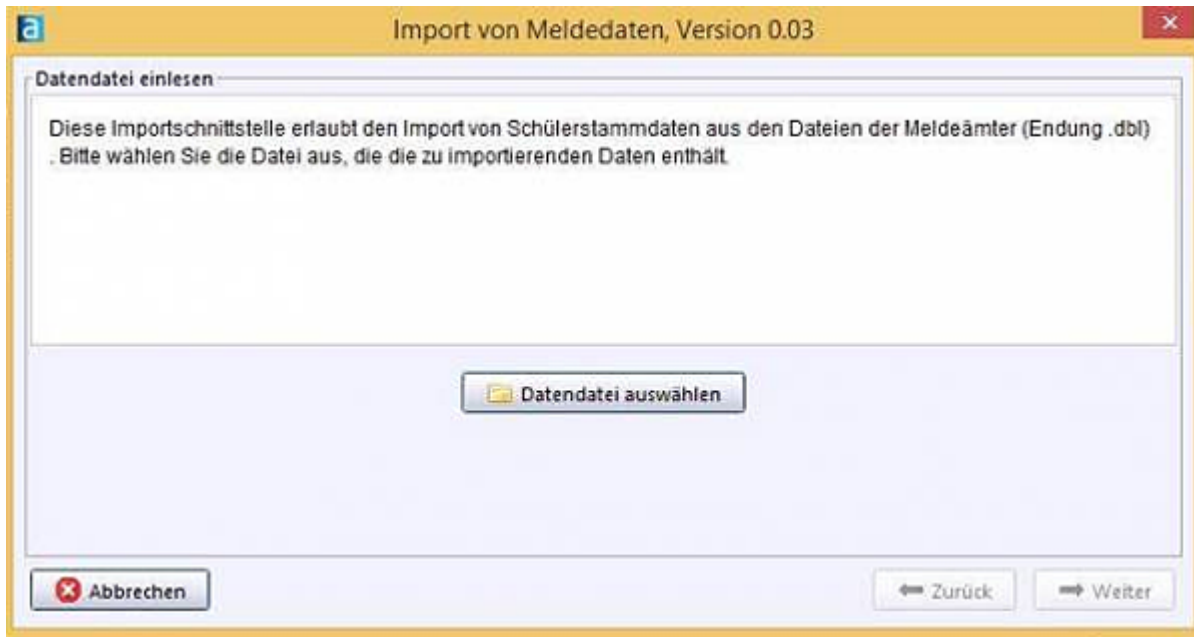 a
Import von Meldedaten, Version 0.03
Datendatei einlesen
Diese Importschnittstelle erlaubt den Import von Schülerstammdaten aus den Dateien der Meldeämter (Endung .dbl)
. Bitte wählen Sie die Datei aus, die die zu importierenden Daten enthält.
Datendatei auswählen
Abbrechen
Zurück
Weiter